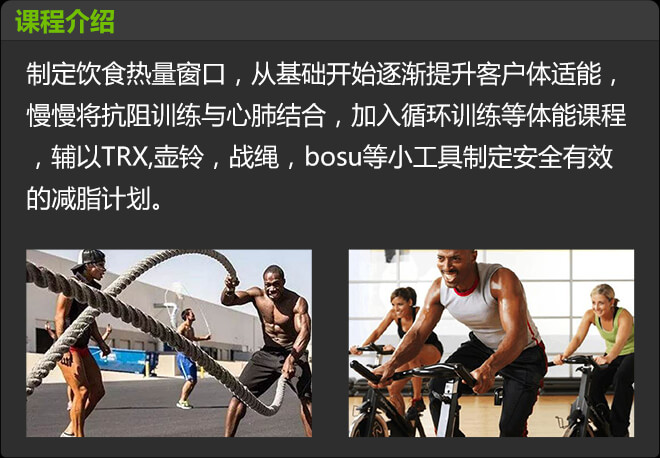 课程介绍
制定饮食热量窗口，从基础开始逐渐提升客户体适能，
慢慢将抗阻训练与心肺结合，加入循环训练等体能课程
，辅以TRX,壶铃，战绳，bosu等小工具制定安全有效
的减脂计划。